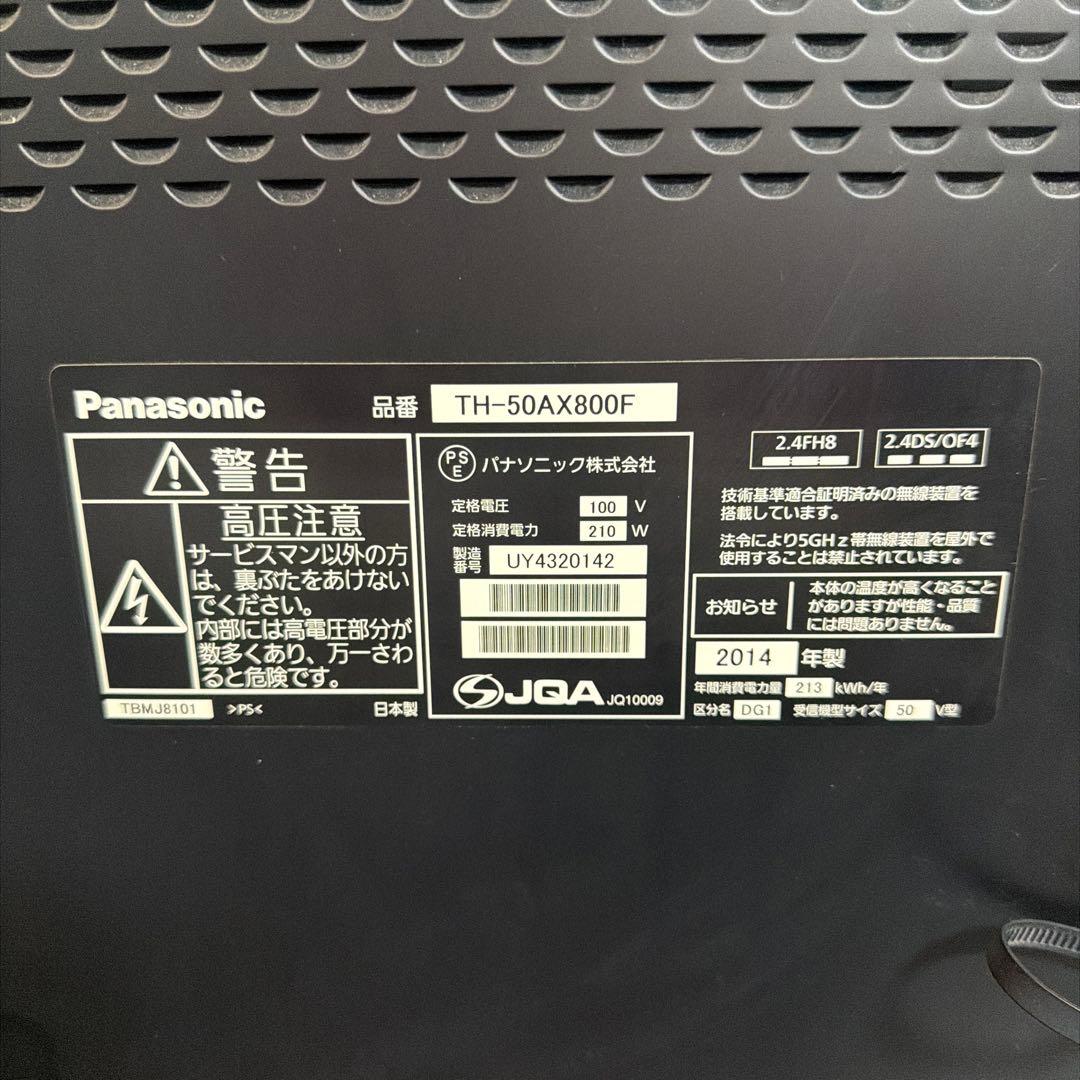 Panasonic
品番 TH-50AX800F
警告
高圧注意
サービスマン以外の方
は、裏ぶたをあけない
でください。
内部には高電圧部分が
数多くあり、万一さわ
ると危険です。
TBMJ8101 >PS< 日本製
PSE パナソニック株式会社
定格電圧 100 V
定格消費電力 210 W
製造番号 UY4320142
JQA JQ10009
2.4FH8
2.4DS/OF4
技術基準適合証明済みの無線装置を
搭載しています。
法令により5GHz帯無線装置を屋外で
使用することは禁止されています。
お知らせ
本体の温度が高くなること
がありますが性能・品質
には問題ありません。
2014 年製
年間消費電力量 213 kWh/年
区分名 DG1 受信機型サイズ 50 V型